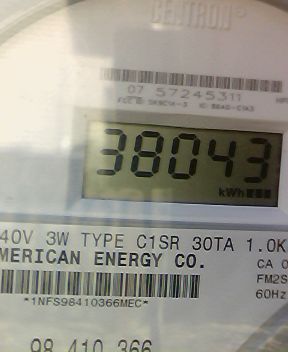 CENTRON®
07 57245311
38043
kWh
40V 3W TYPE C1SR 30TA 1.0K
MERICAN ENERGY CO.
CA 0
FM2S
60Hz
*1NFS98410366MEC*
98 410 366